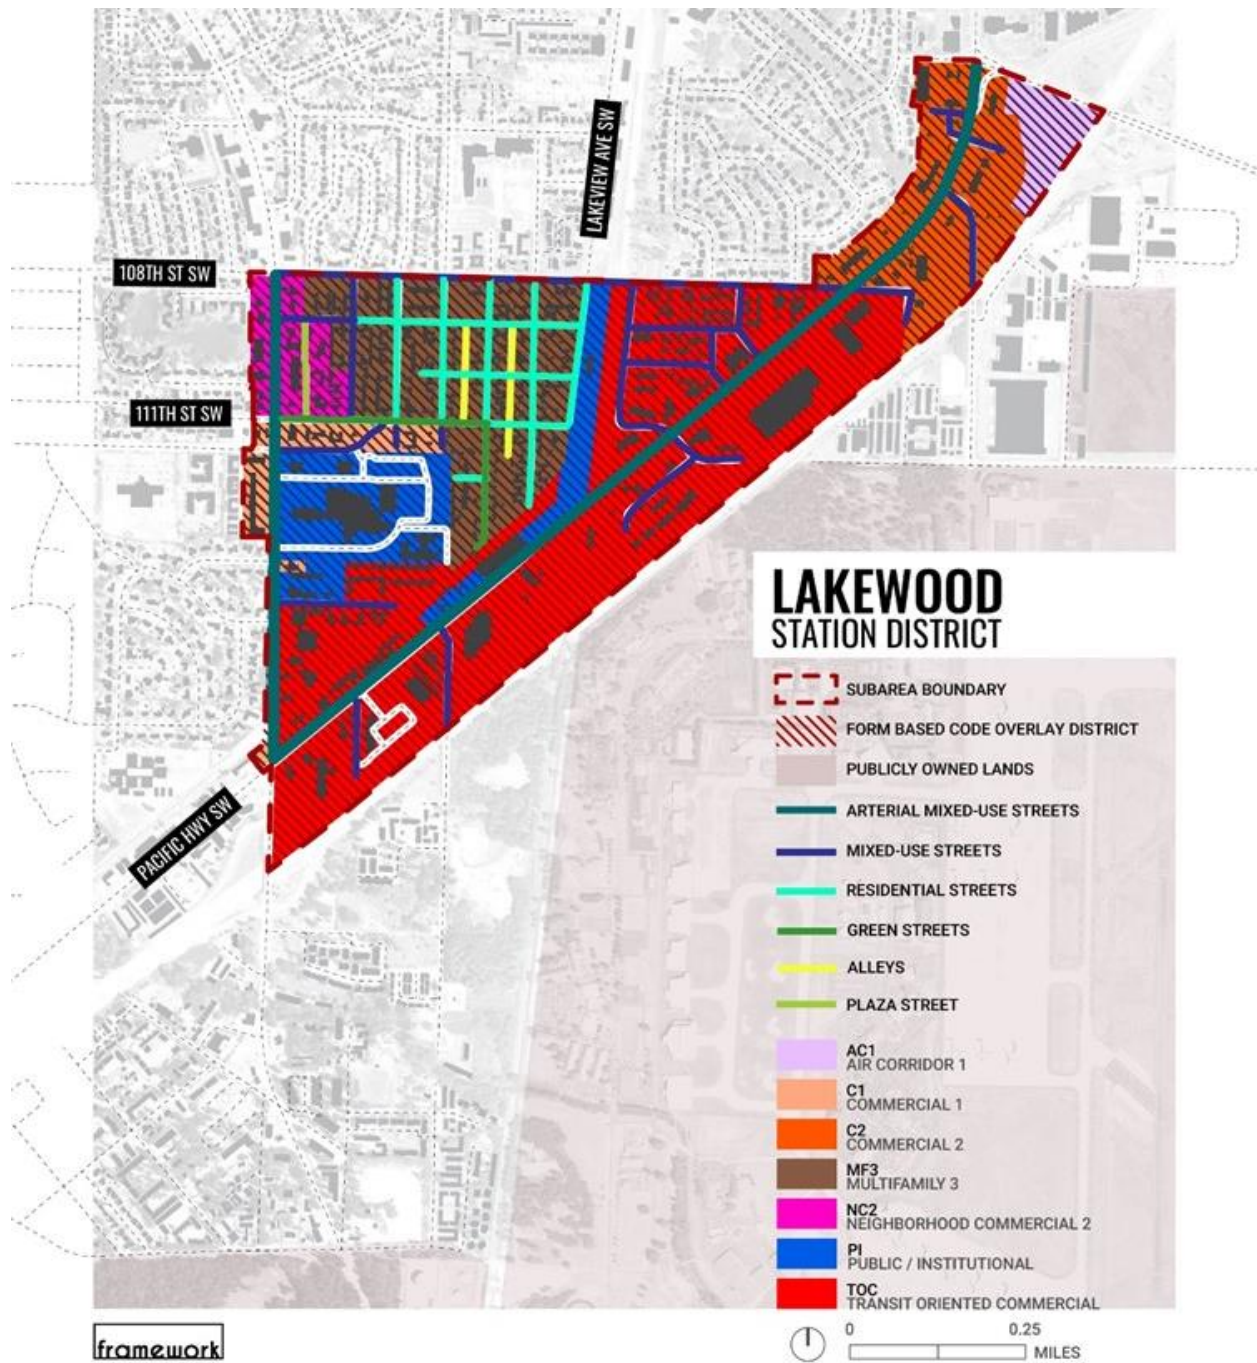 LAKEVIEW AVE SW
108TH ST SW
111TH ST SW
PACIFIC HWY SW
LAKEWOOD
STATION DISTRICT
SUBAREA BOUNDARY
FORM BASED CODE OVERLAY DISTRICT
PUBLICLY OWNED LANDS
ARTERIAL MIXED-USE STREETS
MIXED-USE STREETS
RESIDENTIAL STREETS
GREEN STREETS
ALLEYS
PLAZA STREET
AC1
AIR CORRIDOR 1
C1
COMMERCIAL 1
C2
COMMERCIAL 2
MF3
MULTIFAMILY 3
NC2
NEIGHBORHOOD COMMERCIAL 2
PI
PUBLIC / INSTITUTIONAL
TOC
TRANSIT ORIENTED COMMERCIAL
framework
0 0.25
MILES